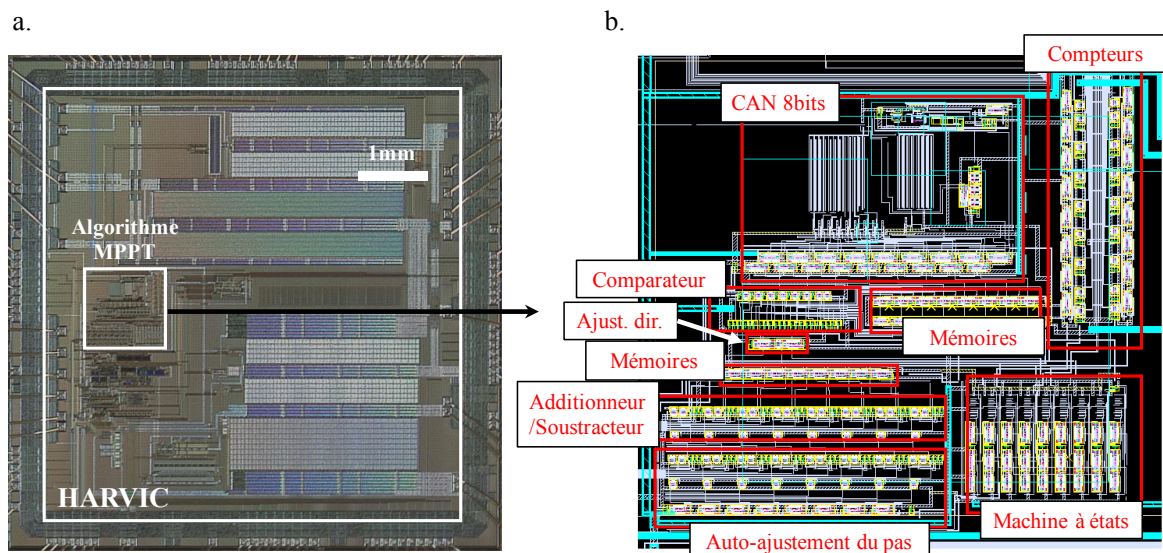 a.
b.
1mm
Algorithme
MPPT
HARVIC
Compteurs
CAN 8bits
Comparateur
Ajust. dir.
Mémoires
Mémoires
Additionneur
/Soustracteur
Machine à états
Auto-ajustement du pas